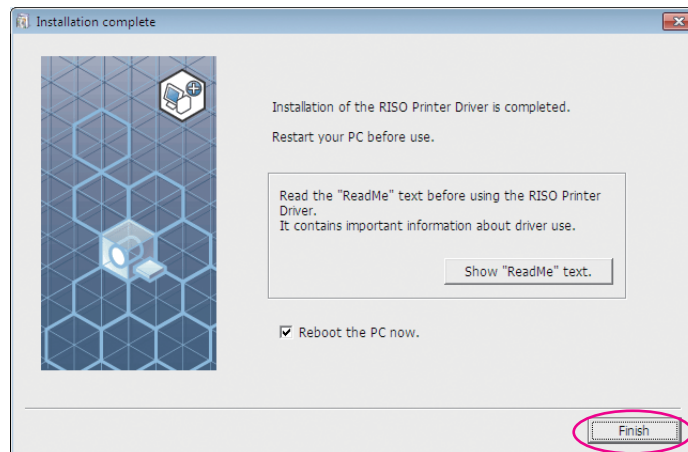 Installation complete
Installation of the RISO Printer Driver is completed.
Restart your PC before use.
Read the "ReadMe" text before using the RISO Printer
Driver.
It contains important information about driver use.
Show "ReadMe" text.
Reboot the PC now.
Finish